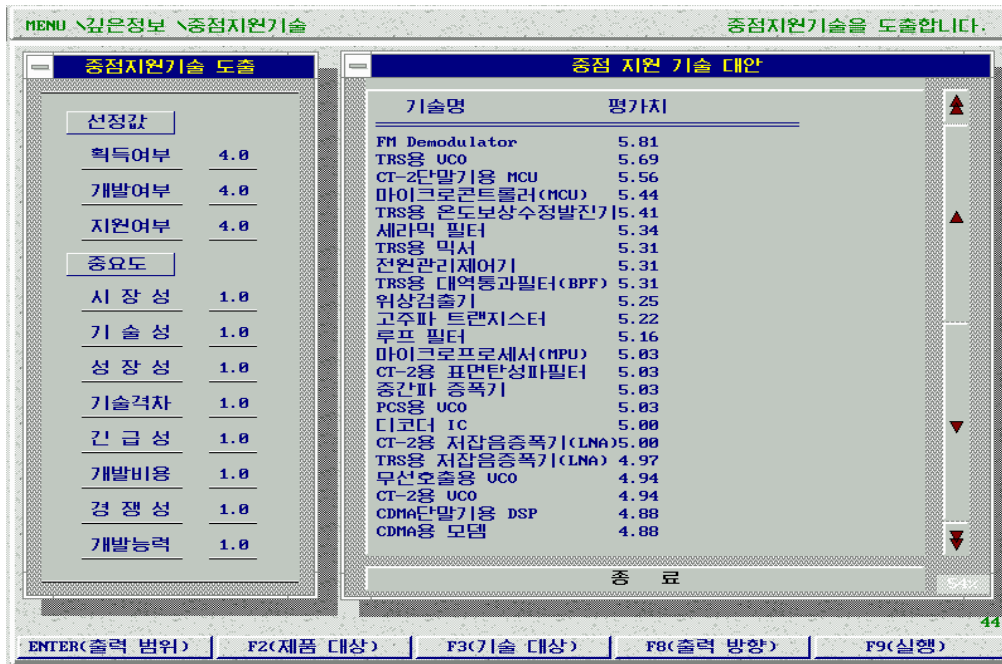 MENU \깊은정보 \중점지원기술
중점지원기술을 도출합니다.
중점지원기술 도출
선정값
획득여부 4.0
개발여부 4.0
지원여부 4.0
중요도
시 장 성 1.0
기 술 성 1.0
성 장 성 1.0
기술격차 1.0
긴 급 성 1.0
개발비용 1.0
경 쟁 성 1.0
개발능력 1.0
중점 지원 기술 대안
기술명 평가치
FM Demodulator 5.81
TRS용 VCO 5.69
CT-2단말기용 MCU 5.56
마이크로콘트롤러(MCU) 5.44
TRS용 온도보상수정발진기5.41
세라믹 필터 5.34
TRS용 믹서 5.31
전원관리제어기 5.31
TRS용 대역통과필터(BPF) 5.31
위상검출기 5.25
고주파 트랜지스터 5.22
루프 필터 5.16
마이크로프로세서(MPU) 5.03
CT-2용 표면탄성파필터 5.03
중간파 증폭기 5.03
PCS용 VCO 5.03
디코더 IC 5.00
CT-2용 저잡음증폭기(LNA)5.00
TRS용 저잡음증폭기(LNA) 4.97
무선호출용 VCO 4.94
CT-2용 VCO 4.94
CDMA단말기용 DSP 4.88
CDMA용 모뎀 4.88
종 료
54%
44
ENTER(출력 범위) F2(제품 대상) F3(기술 대상) F8(출력 방향) F9(실행)